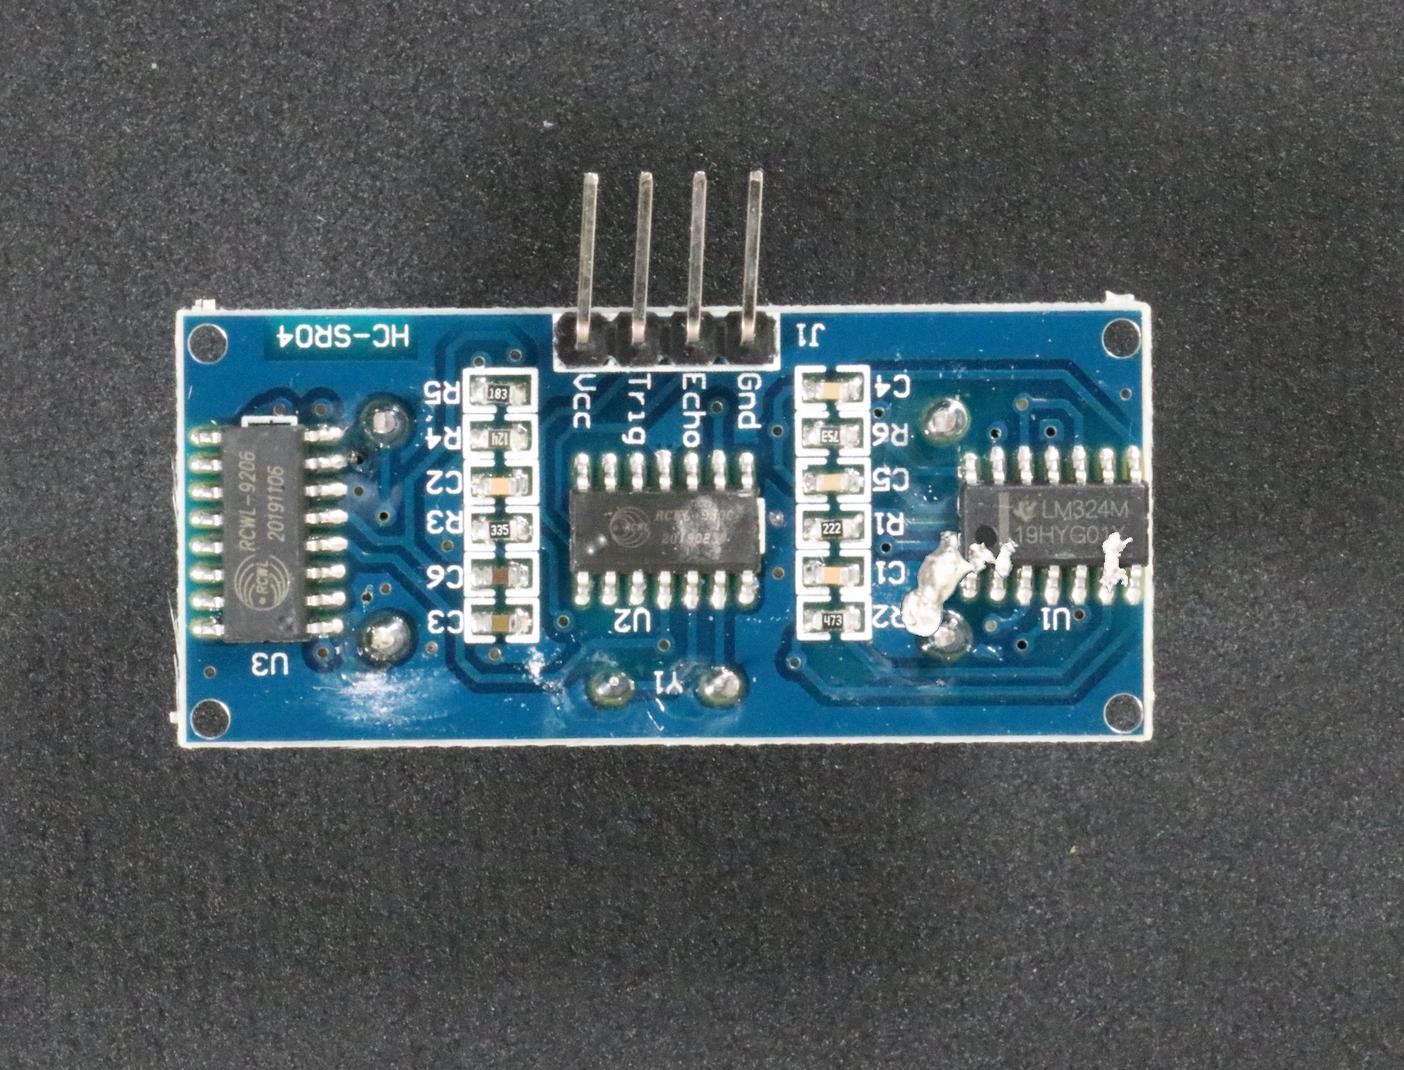 HC-SR04
J1
Vcc
Trig
Echo
Gnd
R5
183
R4
124
C2
R3
335
C6
C3
C4
R6
753
C5
R1
222
C1
R2
473
RCWL-9206
20191106
RCWL
U3
U2
Y1
LM324M
U1